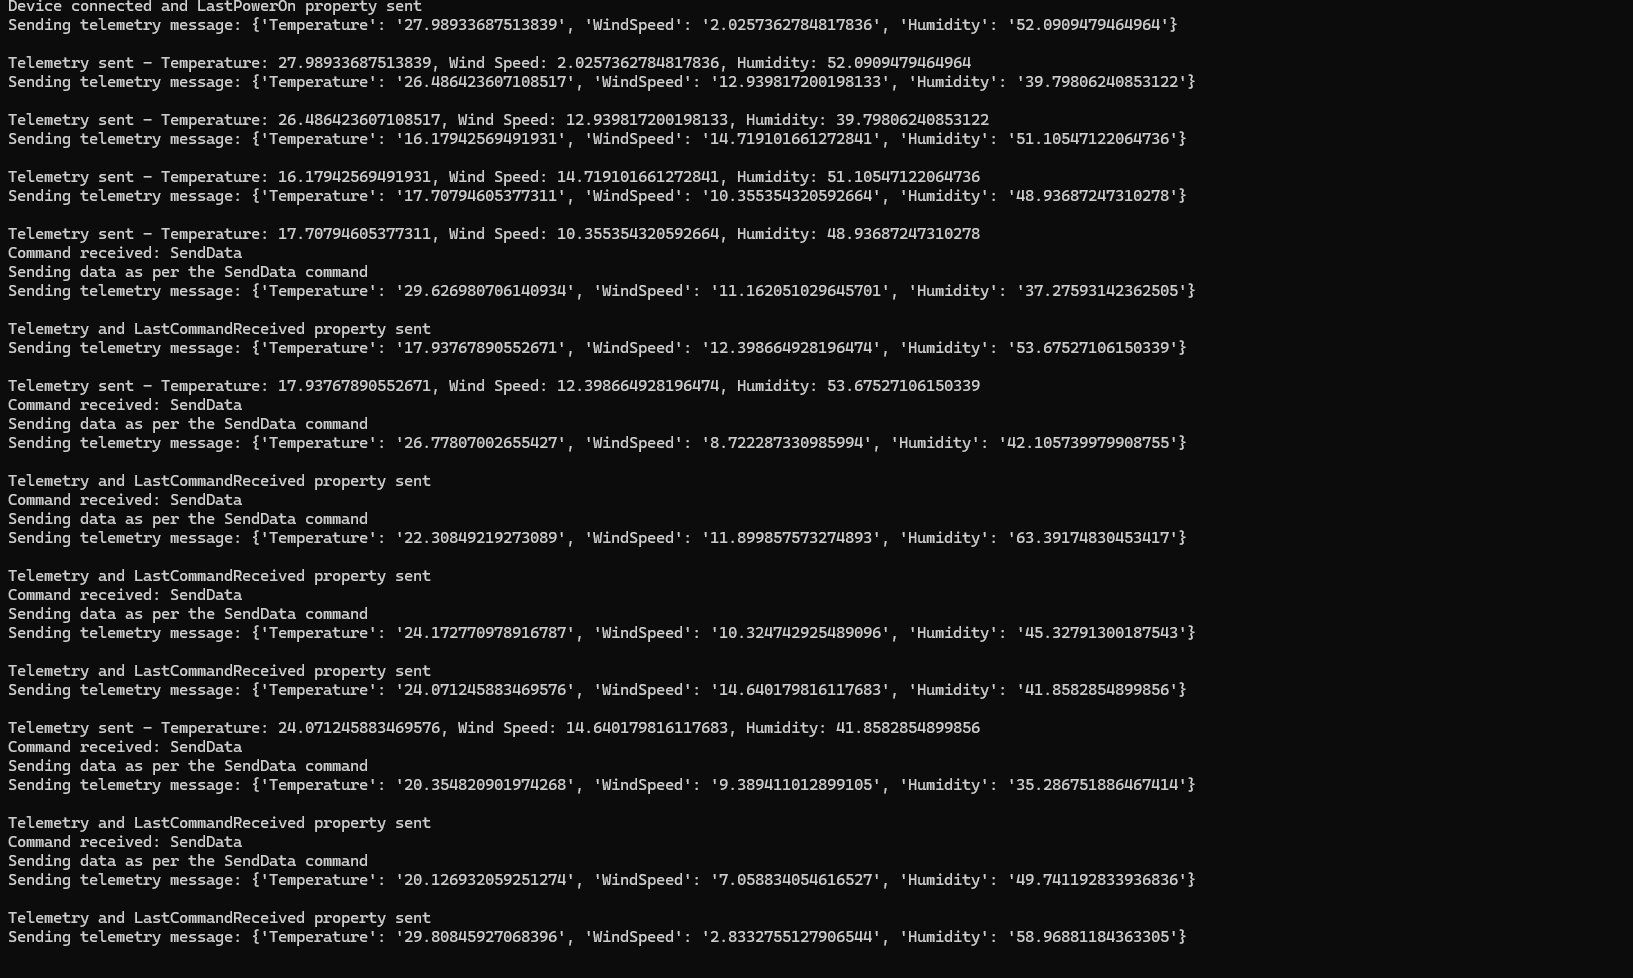 Device connected and LastPowerOn property sent
Sending telemetry message: {'Temperature': '27.98933687513839', 'WindSpeed': '2.0257362784817836', 'Humidity': '52.0909479464964'}
Telemetry sent - Temperature: 27.98933687513839, Wind Speed: 2.0257362784817836, Humidity: 52.0909479464964
Sending telemetry message: {'Temperature': '26.486423607108517', 'WindSpeed': '12.939817200198133', 'Humidity': '39.79806240853122'}
Telemetry sent - Temperature: 26.486423607108517, Wind Speed: 12.939817200198133, Humidity: 39.79806240853122
Sending telemetry message: {'Temperature': '16.17942569491931', 'WindSpeed': '14.719101661272841', 'Humidity': '51.10547122064736'}
Telemetry sent - Temperature: 16.17942569491931, Wind Speed: 14.719101661272841, Humidity: 51.10547122064736
Sending telemetry message: {'Temperature': '17.70794605377311', 'WindSpeed': '10.355354320592664', 'Humidity': '48.93687247310278'}
Telemetry sent - Temperature: 17.70794605377311, Wind Speed: 10.355354320592664, Humidity: 48.93687247310278
Command received: SendData
Sending data as per the SendData command
Sending telemetry message: {'Temperature': '29.626980706140934', 'WindSpeed': '11.162051029645701', 'Humidity': '37.27593142362505'}
Telemetry and LastCommandReceived property sent
Sending telemetry message: {'Temperature': '17.93767890552671', 'WindSpeed': '12.398664928196474', 'Humidity': '53.67527106150339'}
Telemetry sent - Temperature: 17.93767890552671, Wind Speed: 12.398664928196474, Humidity: 53.67527106150339
Command received: SendData
Sending data as per the SendData command
Sending telemetry message: {'Temperature': '26.77807002655427', 'WindSpeed': '8.722287330985994', 'Humidity': '42.105739979908755'}
Telemetry and LastCommandReceived property sent
Command received: SendData
Sending data as per the SendData command
Sending telemetry message: {'Temperature': '22.30849219273089', 'WindSpeed': '11.899857573274893', 'Humidity': '63.39174830453417'}
Telemetry and LastCommandReceived property sent
Command received: SendData
Sending data as per the SendData command
Sending telemetry message: {'Temperature': '24.172770978916787', 'WindSpeed': '10.324742925489096', 'Humidity': '45.32791300187543'}
Telemetry and LastCommandReceived property sent
Sending telemetry message: {'Temperature': '24.071245883469576', 'WindSpeed': '14.640179816117683', 'Humidity': '41.8582854899856'}
Telemetry sent - Temperature: 24.071245883469576, Wind Speed: 14.640179816117683, Humidity: 41.8582854899856
Command received: SendData
Sending data as per the SendData command
Sending telemetry message: {'Temperature': '20.354820901974268', 'WindSpeed': '9.389411012899105', 'Humidity': '35.286751886467414'}
Telemetry and LastCommandReceived property sent
Command received: SendData
Sending data as per the SendData command
Sending telemetry message: {'Temperature': '20.126932059251274', 'WindSpeed': '7.058834054616527', 'Humidity': '49.741192833936836'}
Telemetry and LastCommandReceived property sent
Sending telemetry message: {'Temperature': '29.80845927068396', 'WindSpeed': '2.8332755127906544', 'Humidity': '58.96881184363305'}